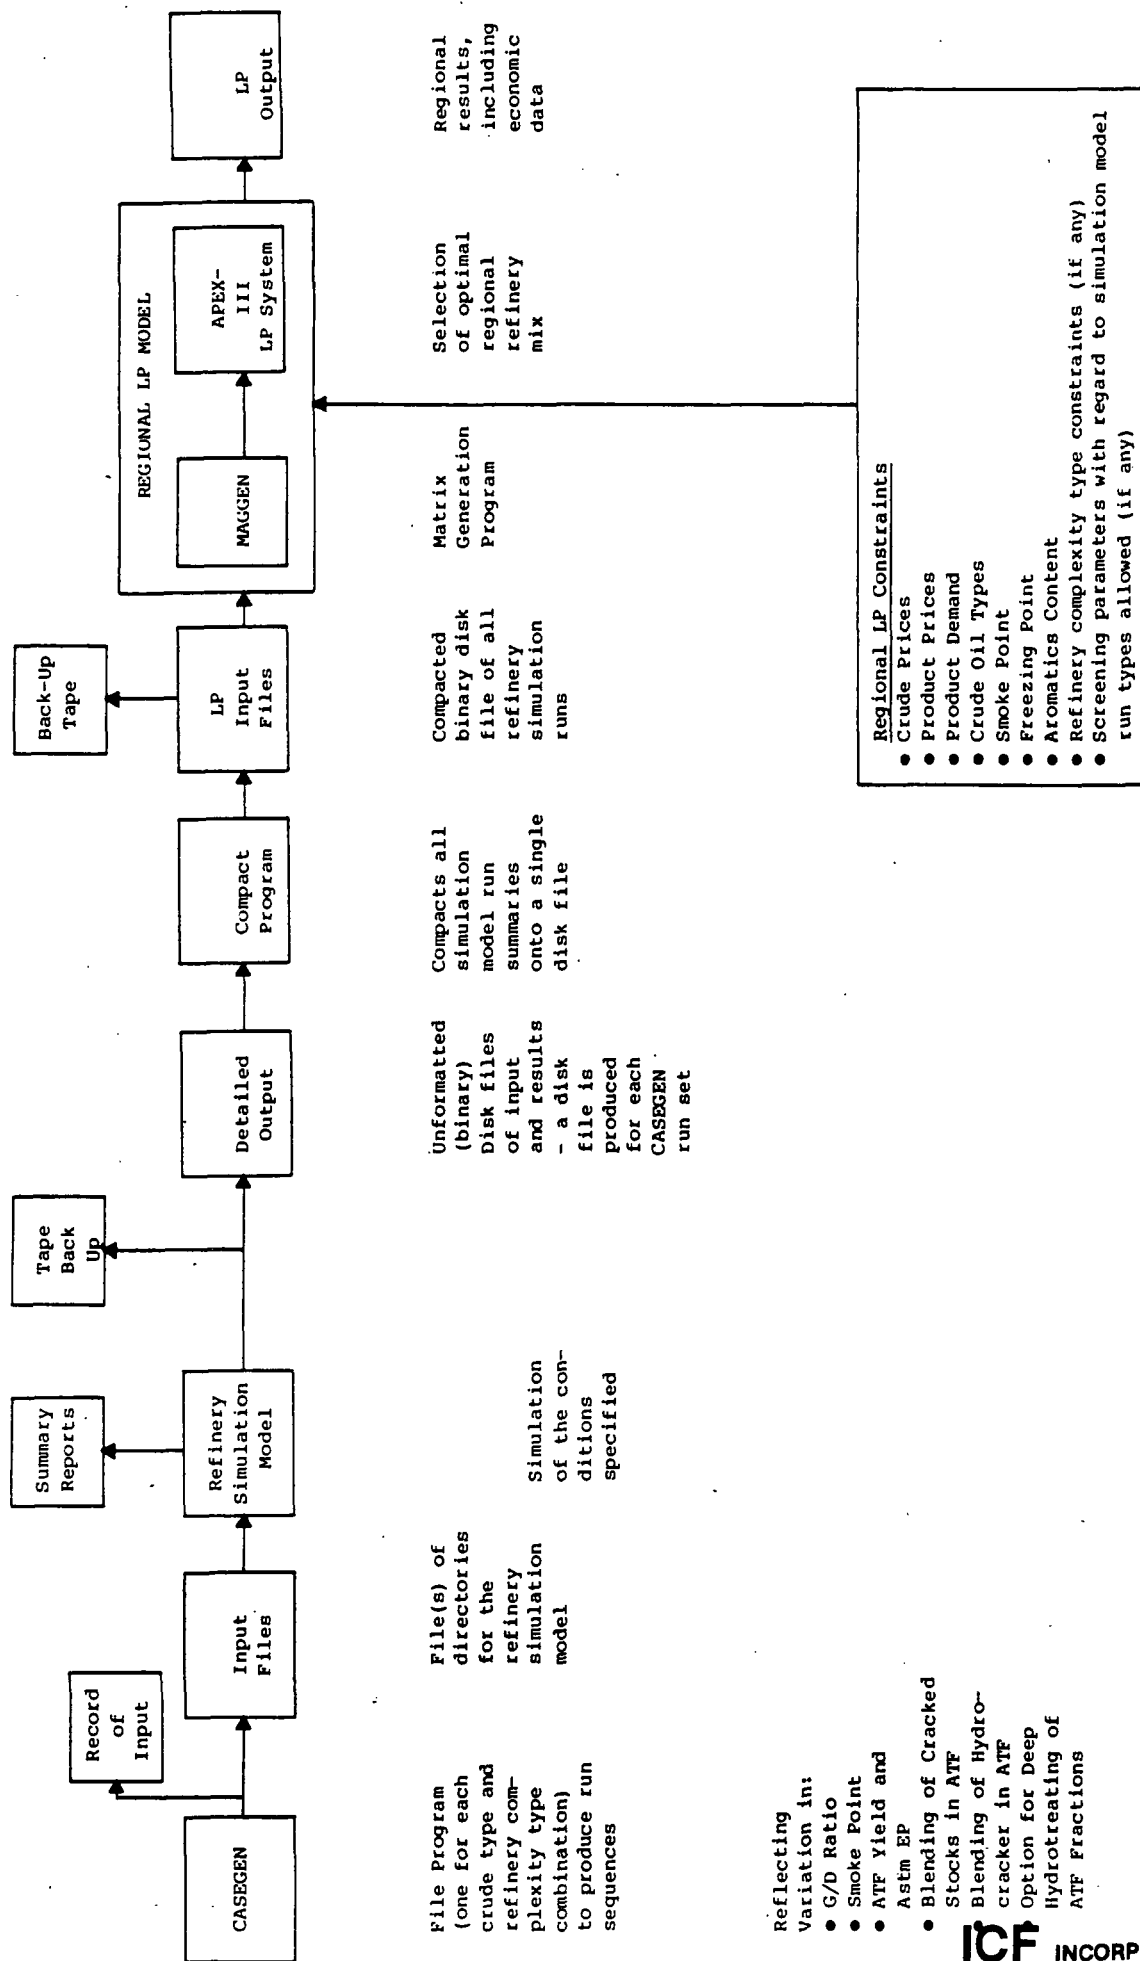 CASEGEN
Record
of
Input
Input
Files
Refinery
Simulation
Model
Summary
Reports
Tape
Back
Up
Detailed
Output
Compact
Program
LP
Input
Files
Back-Up
Tape
REGIONAL LP MODEL
MAGGEN
APEX-
III
LP System
LP
Output
File Program
(one for each
crude type and
refinery com-
plexity type
combination)
to produce run
sequences
File(s) of
directories
for the
refinery
simulation
model
Simulation
of the con-
ditions
specified
Unformatted
(binary)
Disk files
of input
and results
- a disk
file is
produced
for each
CASEGEN
run set
Compacts all
simulation
model run
summaries
onto a single
disk file
Compacted
binary disk
file of all
refinery
simulation
runs
Matrix
Generation
Program
Selection
of optimal
regional
refinery
mix
Regional
results,
including
economic
data
Reflecting
Variation in:
● G/D Ratio
● Smoke Point
● ATF Yield and
Astm EP
● Blending of Cracked
Stocks in ATF
● Blending of Hydro-
cracker in ATF
● Option for Deep
Hydrotreating of
ATF Fractions
Regional LP Constraints
● Crude Prices
● Product Prices
● Product Demand
● Crude Oil Types
● Smoke Point
● Freezing Point
● Aromatics Content
● Refinery complexity type constraints (if any)
● Screening parameters with regard to simulation model
run types allowed (if any)
ICF INCORP